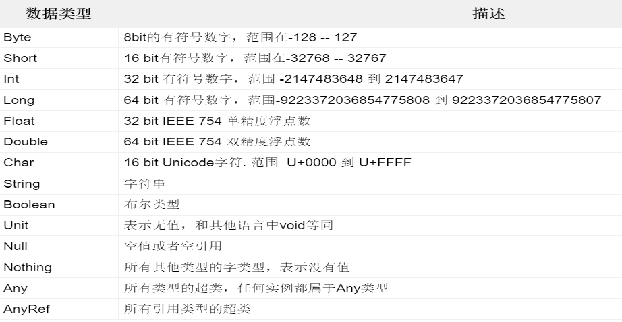 数据类型 描述
Byte 8bit的有符号数字，范围在-128 -- 127
Short 16 bit有符号数字，范围在-32768 -- 32767
Int 32 bit 有符号数字，范围 -2147483648 到 2147483647
Long 64 bit 有符号数字，范围-9223372036854775808 到 9223372036854775807
Float 32 bit IEEE 754 单精度浮点数
Double 64 bit IEEE 754 双精度浮点数
Char 16 bit Unicode字符. 范围 U+0000 到 U+FFFF
String 字符串
Boolean 布尔类型
Unit 表示无值，和其他语言中void等同
Null 空值或者空引用
Nothing 所有其他类型的字类型，表示没有值
Any 所有类型的超类，任何实例都属于Any类型
AnyRef 所有引用类型的超类